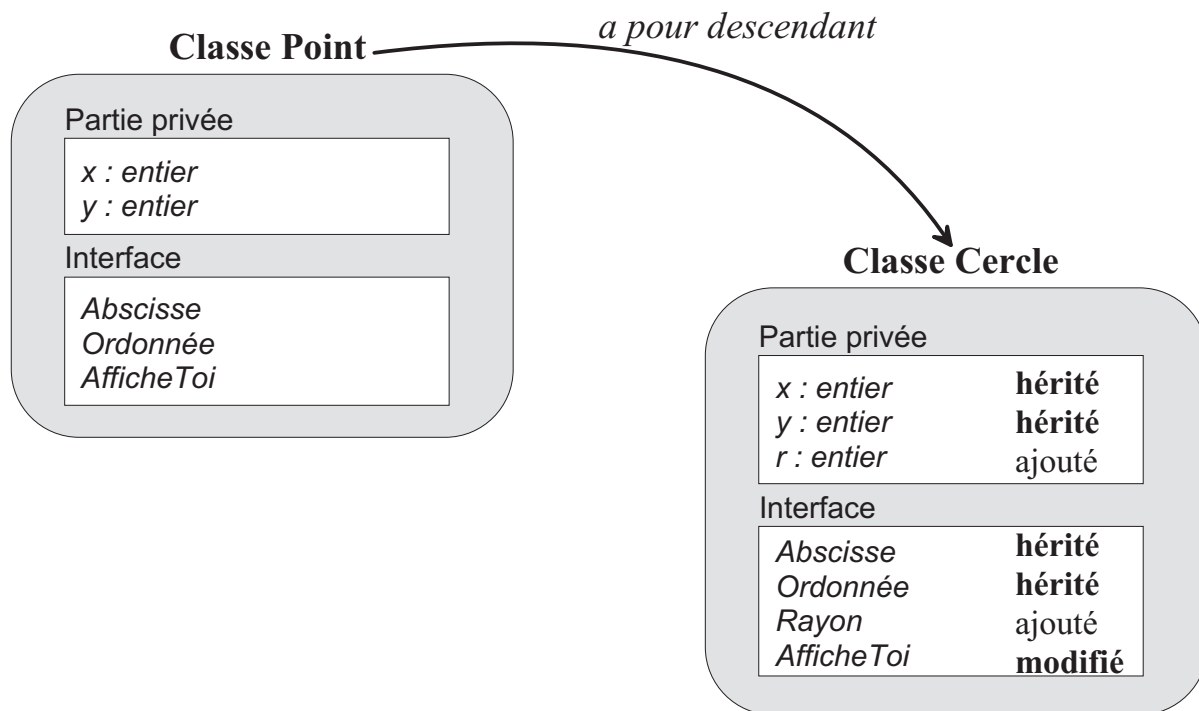 a pour descendant
Classe Point
Partie privée
x : entier
y : entier
Interface
Abscisse
Ordonnée
AfficheToi
Classe Cercle
Partie privée
x : entier hérité
y : entier hérité
r : entier ajouté
Interface
Abscisse hérité
Ordonnée hérité
Rayon ajouté
AfficheToi modifié